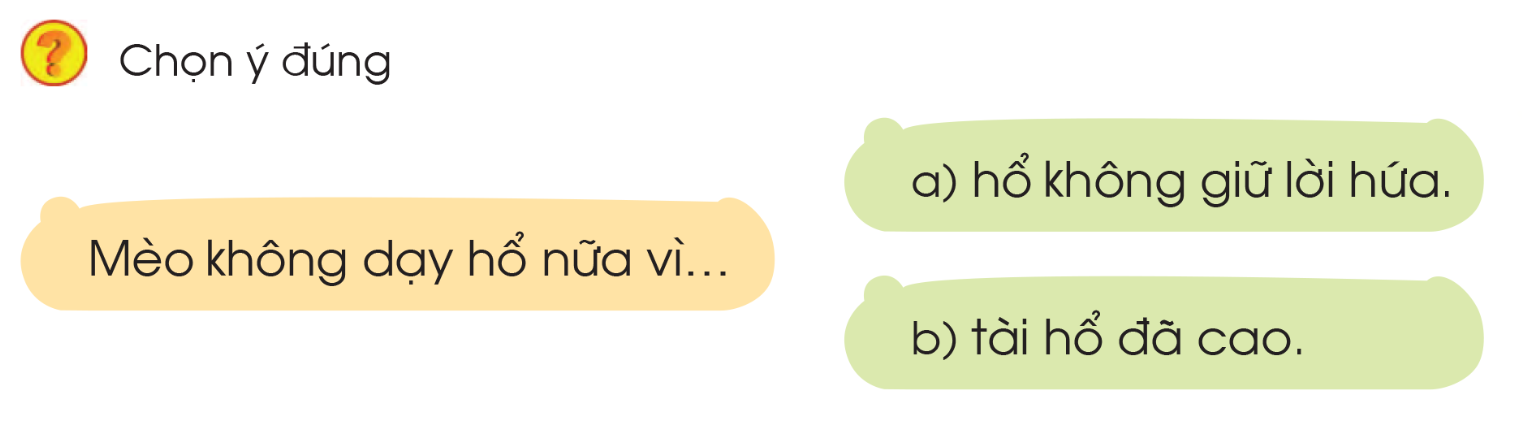 ?
Chọn ý đúng
Mèo không dạy hổ nữa vì...
a) hổ không giữ lời hứa.
b) tài hổ đã cao.